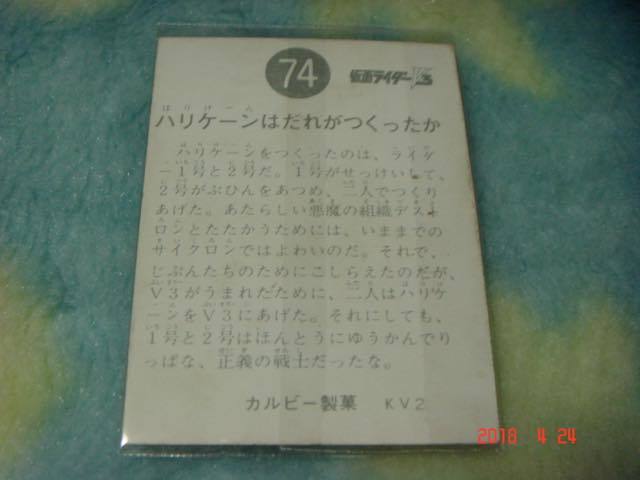 74
仮面ライダーV3
はりけーん
ハリケーンはだれがつくったか
ハリケーンをつくったのは、ライダ
ー1号と2号だ。1号がせっけいして、
2号がぶひんをあつめ、二人でつくり
あげた。あたらしい悪魔の組織デスト
ロンとたたかうためには、いままでの
サイクロンではよわいのだ。それで、
じぶんたちのためにこしらえたのだが、
V3がうまれたために、二人はハリケ
ーンをV3にあげた。それにしても、
1号と2号はほんとうにゆうかんでり
っぱな、正義の戦士だったな。
カルビー製菓 KV2
2018 4 24